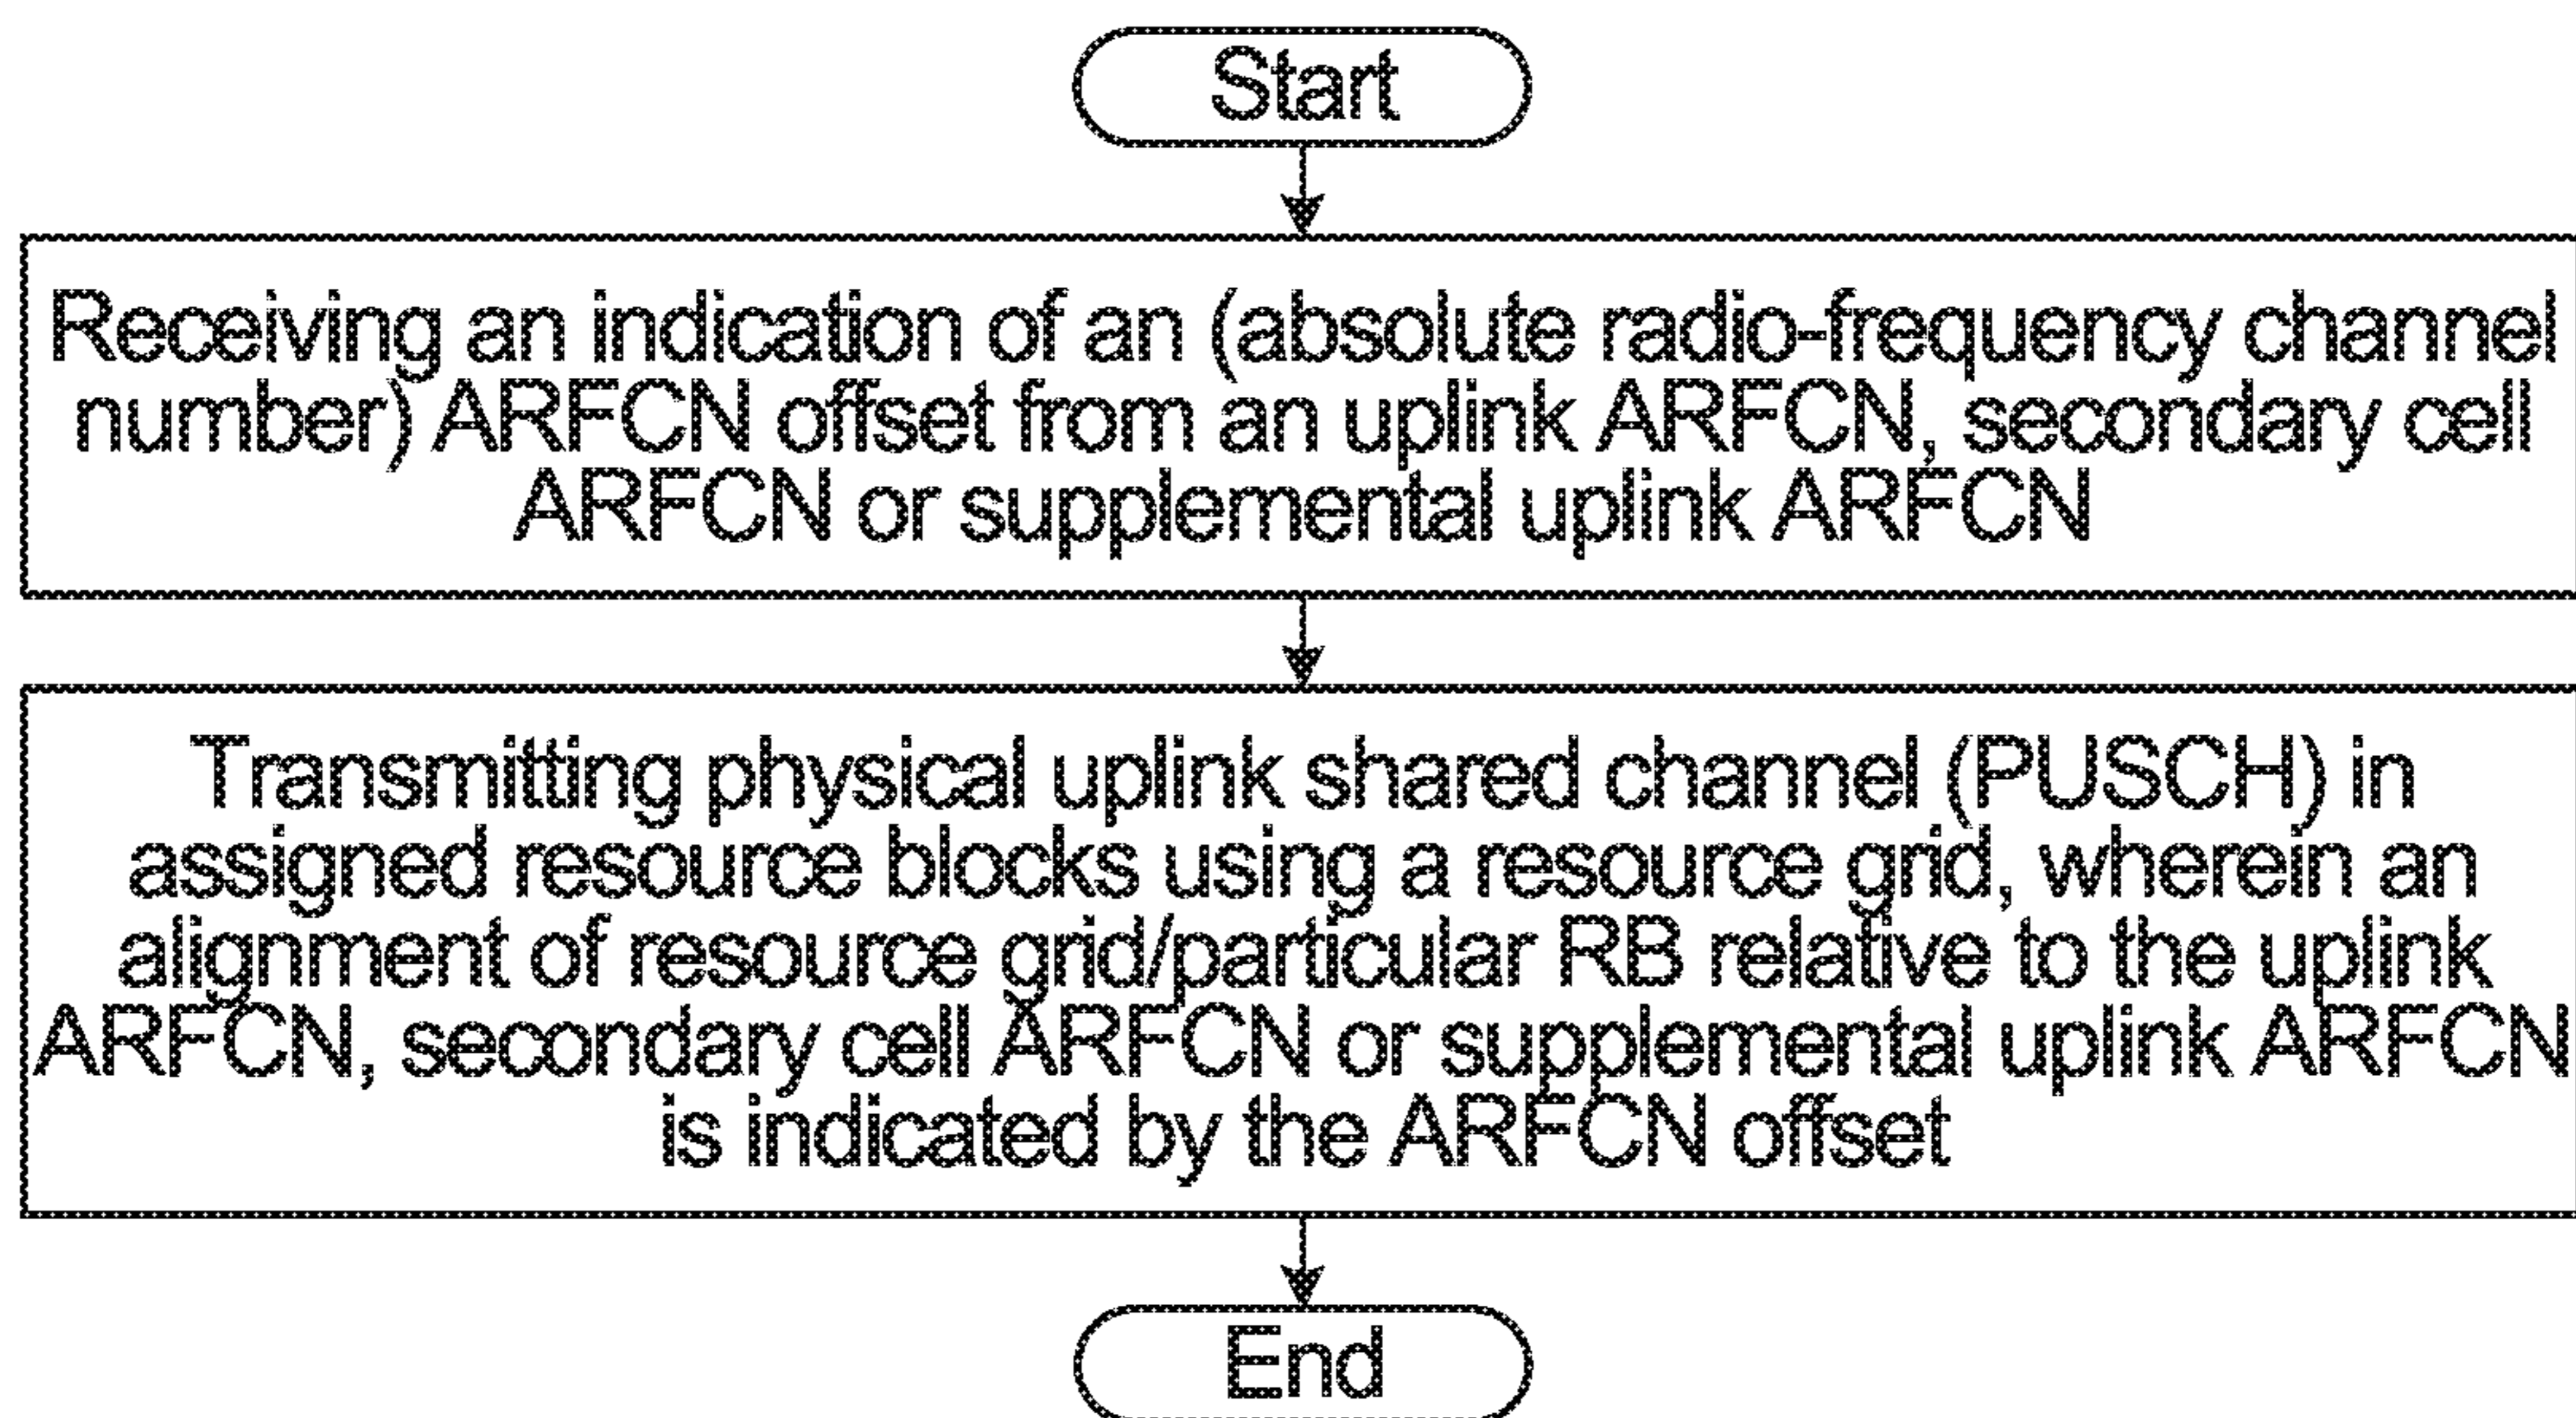 Start
Receiving an indication of an (absolute radio-frequency channel
number) ARFCN offset from an uplink ARFCN, secondary cell
ARFCN or supplemental uplink ARFCN
Transmitting physical uplink shared channel (PUSCH) in
assigned resource blocks using a resource grid, wherein an
alignment of resource grid/particular RB relative to the uplink
ARFCN, secondary cell ARFCN or supplemental uplink ARFCN
is indicated by the ARFCN offset
End